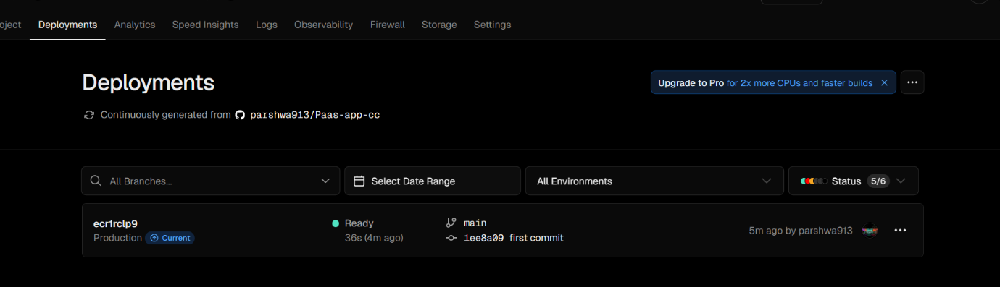 oject Deployments Analytics Speed Insights Logs Observability Firewall Storage Settings
Deployments
Upgrade to Pro for 2x more CPUs and faster builds
Continuously generated from parshwa913/Paas-app-cc
All Branches... Select Date Range All Environments Status 5/6
ecr1rclp9 Ready main
Production Current 36s (4m ago) 1ee8a09 first commit
5m ago by parshwa913